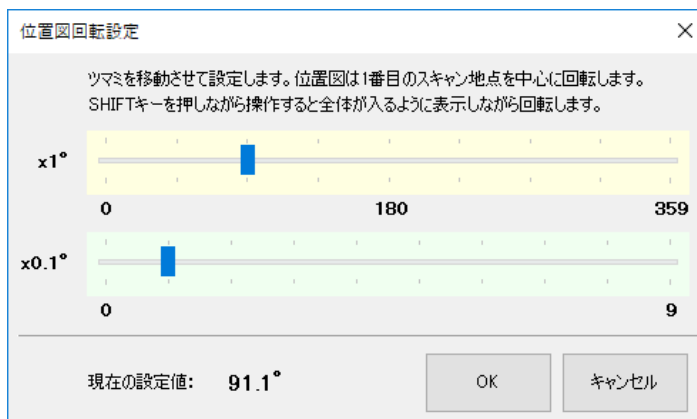 位置図回転設定
ツマミを移動させて設定します。位置図は1番目のスキャン地点を中心に回転します。
SHIFTキーを押しながら操作すると全体が入るように表示しながら回転します。
x1°
0 180 359
x0.1°
0 9
現在の設定値: 91.1° OK キャンセル